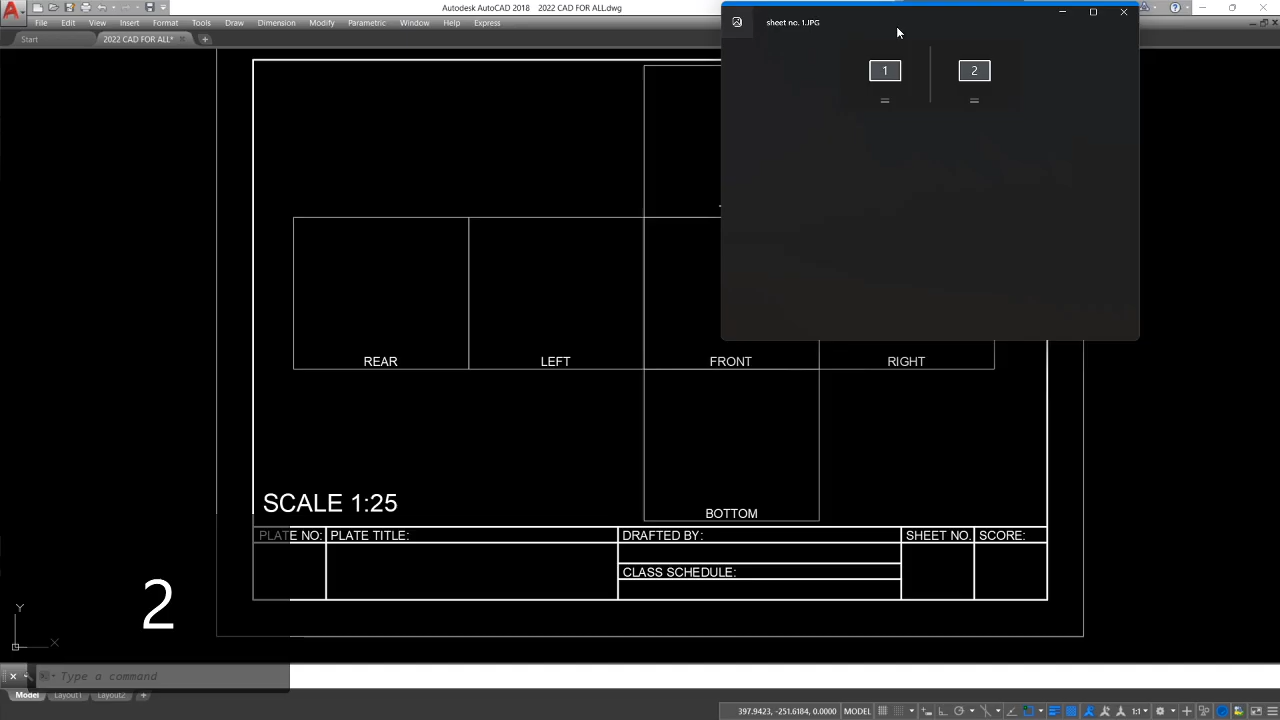 Autodesk AutoCAD 2018 2022 CAD FOR ALL.dwg
File Edit View Insert Format Tools Draw Dimension Modify Parametric Window Help Express
Start 2022 CAD FOR ALL*
sheet no. 1.JPG
1 2
REAR LEFT FRONT RIGHT
SCALE 1:25
BOTTOM
PLATE NO: PLATE TITLE: DRAFTED BY: SHEET NO. SCORE:
CLASS SCHEDULE:
2
Y
X
Type a command
Model Layout1 Layout2
397.9423, -251.6184, 0.0000 MODEL 1:1